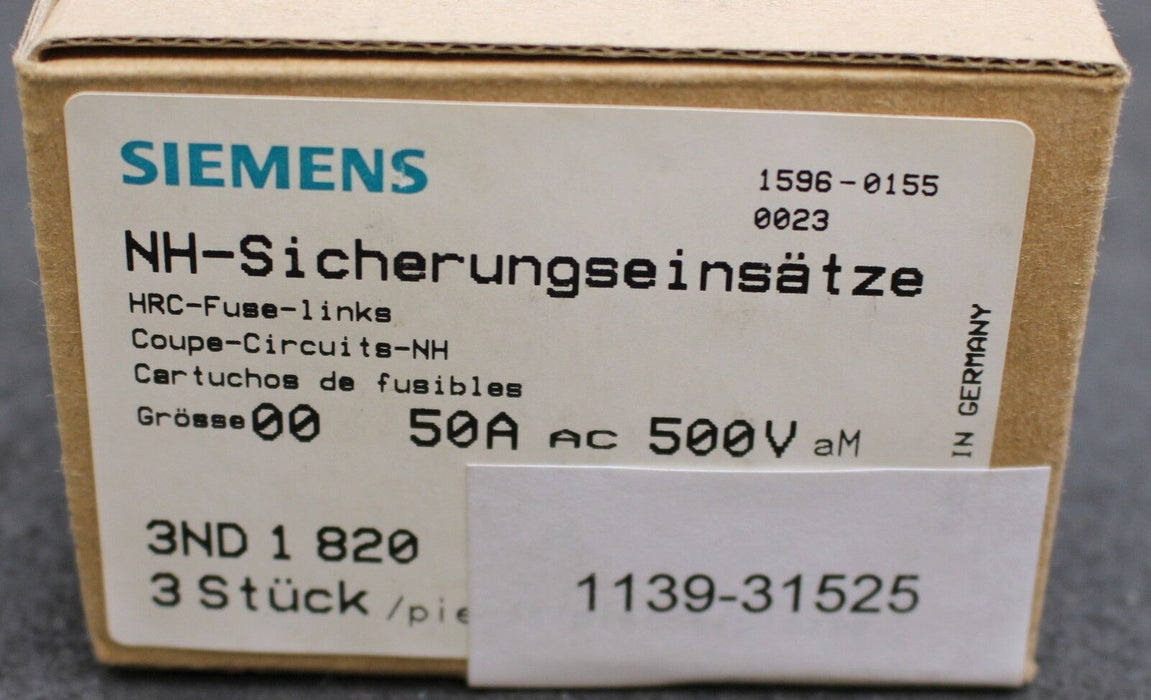 SIEMENS
1596-0155
0023
NH-Sicherungseinsätze
HRC-Fuse-links
Coupe-Circuits-NH
Cartuchos de fusibles
Grösse 00 50A AC 500V aM
IN GERMANY
3ND 1 820
3 Stück
1139-31525